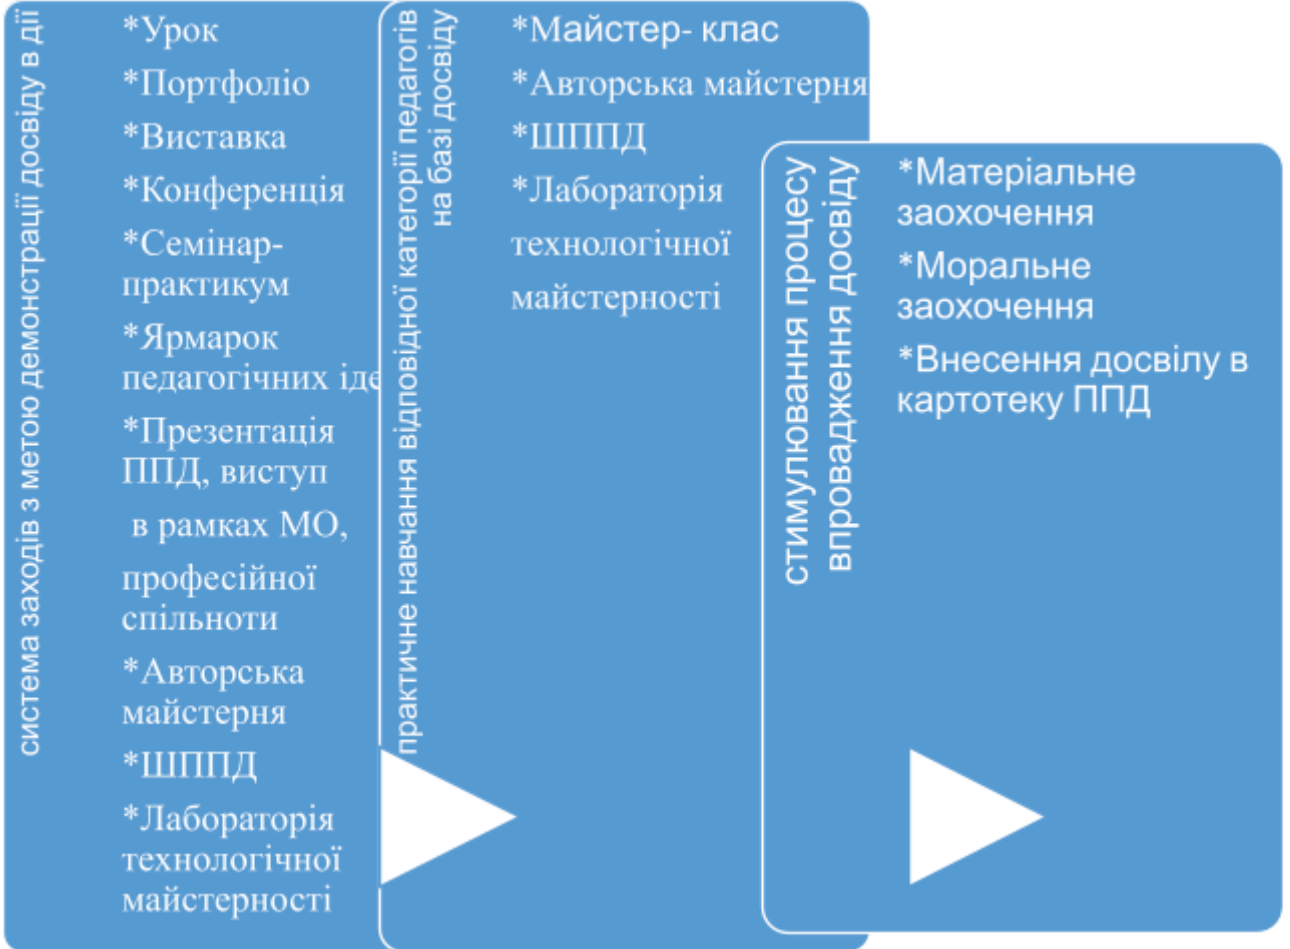 система заходів з метою демонстрації досвіду в дії
*Урок
*Портфоліо
*Виставка
*Конференція
*Семінар-
практикум
*Ярмарок
педагогічних іде
*Презентація
ППД, виступ
в рамках МО,
професійної
спільноти
*Авторська
майстерня
*ШППД
*Лабораторія
технологічної
майстерності
практичне навчання відповідної категорії педагогів
на базі досвіду
*Майстер- клас
*Авторська майстерня
*ШППД
*Лабораторія
технологічної
майстерності
стимулювання процесу
впровадження досвіду
*Матеріальне
заохочення
*Моральне
заохочення
*Внесення досвілу в
картотеку ППД